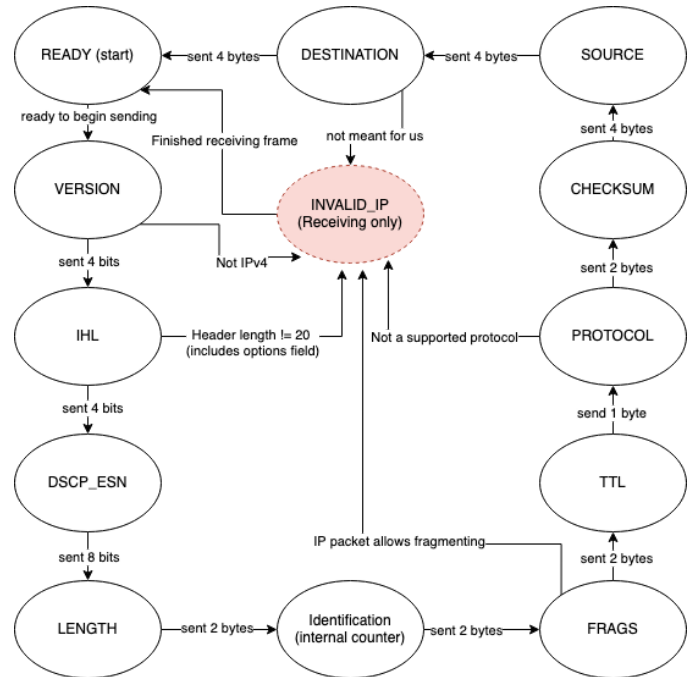 READY (start)
sent 4 bytes
DESTINATION
sent 4 bytes
SOURCE
ready to begin sending
Finished receiving frame
not meant for us
sent 4 bytes
VERSION
INVALID_IP
(Receiving only)
CHECKSUM
sent 4 bits
Not IPv4
sent 2 bytes
IHL
Header length != 20
(includes options field)
Not a supported protocol
PROTOCOL
sent 4 bits
send 1 byte
DSCP_ESN
TTL
sent 8 bits
IP packet allows fragmenting
sent 2 bytes
LENGTH
sent 2 bytes
Identification
(internal counter)
sent 2 bytes
FRAGS